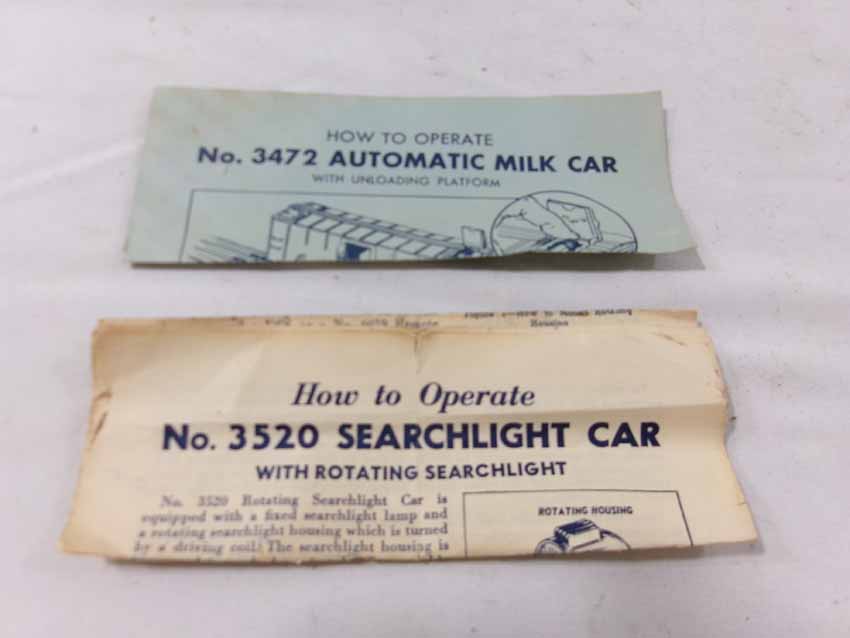 HOW TO OPERATE
No. 3472 AUTOMATIC MILK CAR
WITH UNLOADING PLATFORM
How to Operate
No. 3520 SEARCHLIGHT CAR
WITH ROTATING SEARCHLIGHT
No. 3520 Rotating Searchlight Car is
equipped with a fixed searchlight lamp and
a rotating searchlight housing which is turned
by a driving coil. The searchlight housing is
ROTATING HOUSING